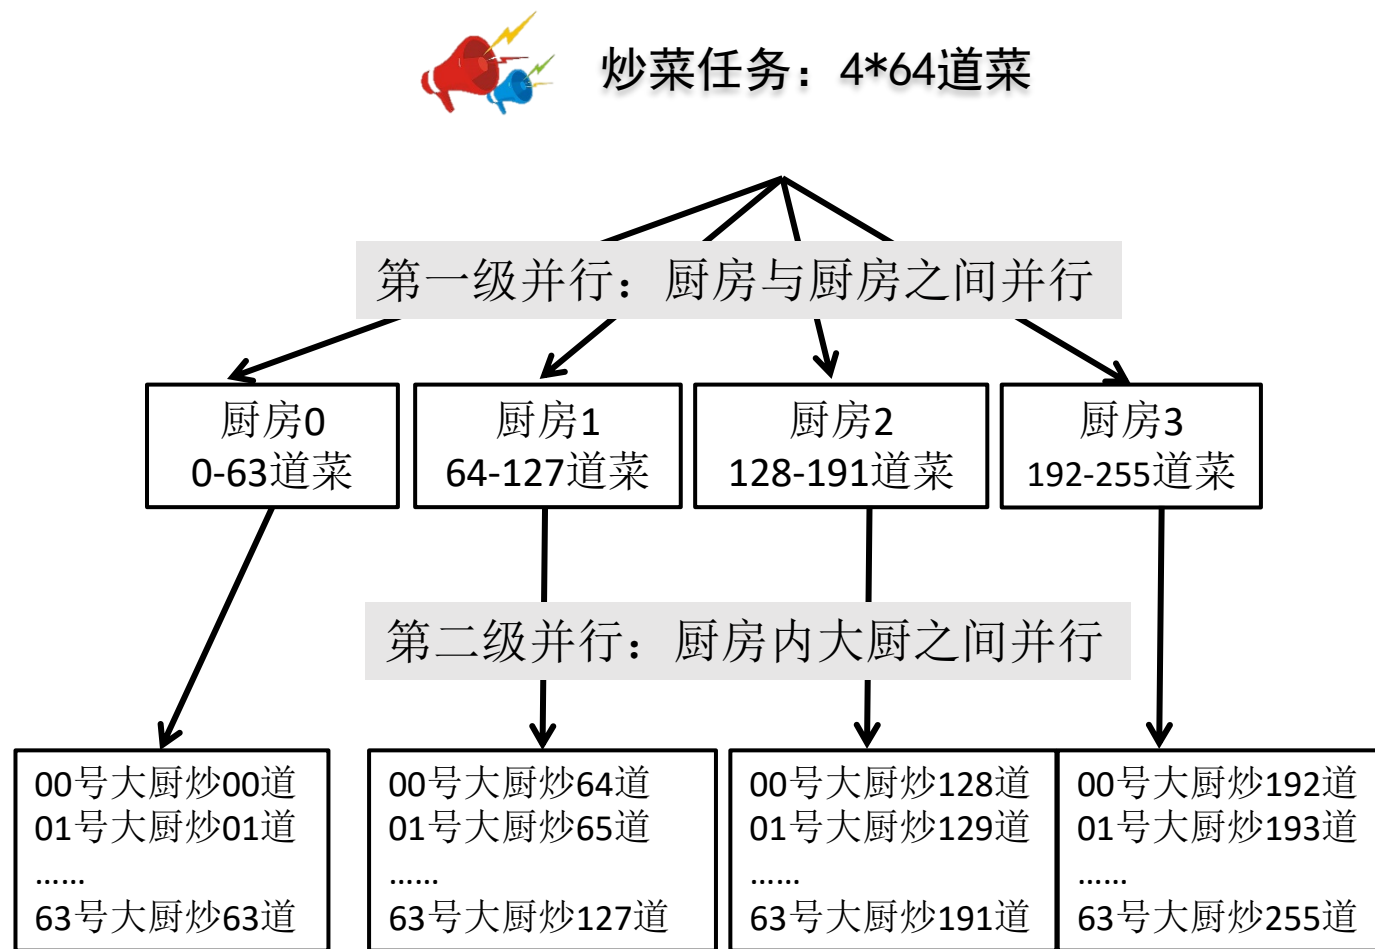 炒菜任务：4*64道菜
第一级并行：厨房与厨房之间并行
厨房0
0-63道菜
厨房1
64-127道菜
厨房2
128-191道菜
厨房3
192-255道菜
第二级并行：厨房内大厨之间并行
00号大厨炒00道
01号大厨炒01道
......
63号大厨炒63道
00号大厨炒64道
01号大厨炒65道
......
63号大厨炒127道
00号大厨炒128道
01号大厨炒129道
......
63号大厨炒191道
00号大厨炒192道
01号大厨炒193道
......
63号大厨炒255道